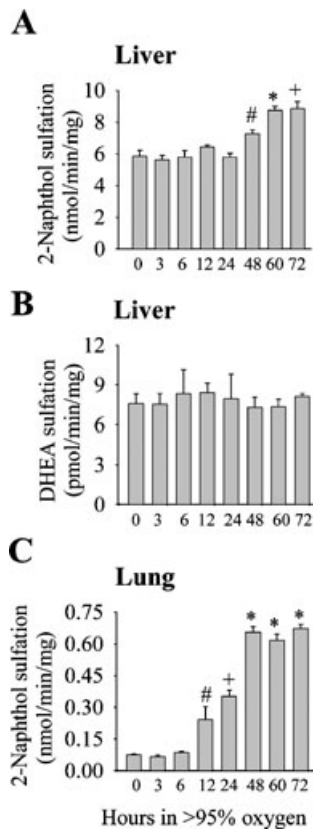 A
Liver
2-Naphthol sulfation
(nmol/min/mg)
10
8
6
4
2
0
# * +
0 3 6 12 24 48 60 72
B
Liver
DHEA sulfation
(pmol/min/mg)
12
9
6
3
0
0 3 6 12 24 48 60 72
C
Lung
2-Naphthol sulfation
(nmol/min/mg)
0.75
0.60
0.45
0.30
0.15
0.00
# + * * *
0 3 6 12 24 48 60 72
Hours in >95% oxygen